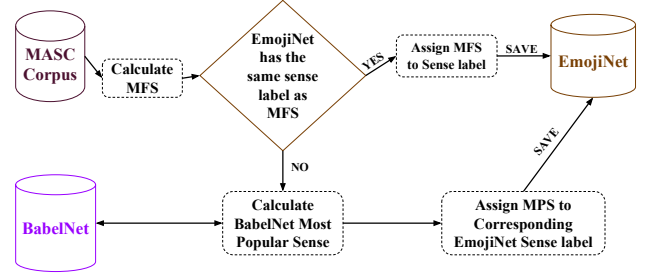 MASC
Corpus
Calculate
MFS
EmojiNet
has the
same sense
label as
MFS
YES
Assign MFS
to Sense label
SAVE
EmojiNet
NO
SAVE
BabelNet
Calculate
BabelNet Most
Popular Sense
Assign MPS to
Corresponding
EmojiNet Sense label